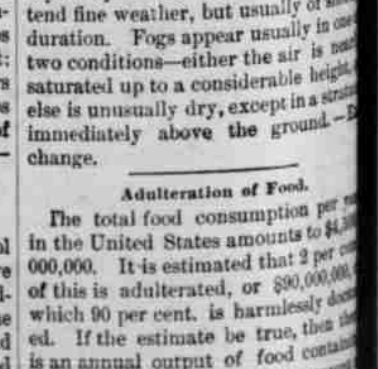 tend fine weather, but usually of
duration. Fogs appear usually in one
two conditions—either the air is
saturated up to a considerable height,
else is unusually dry, except in a
immediately above the ground.—
change.
Adulteration of Food.
The total food consumption per
in the United States amounts to
000,000. It is estimated that 2 per
of this is adulterated, or $90,000,000,
which 90 per cent. is harmlessly
ed. If the estimate be true, then
is an annual output of food